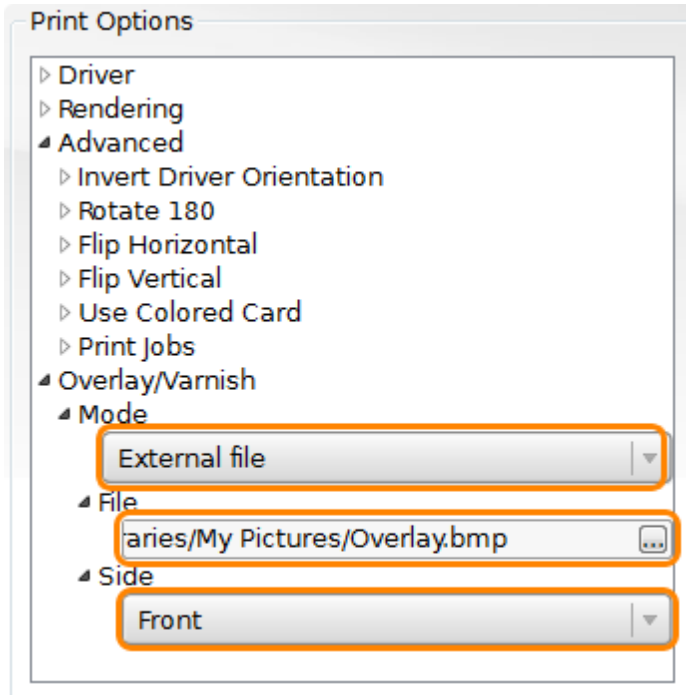 Print Options
Driver
Rendering
Advanced
Invert Driver Orientation
Rotate 180
Flip Horizontal
Flip Vertical
Use Colored Card
Print Jobs
Overlay/Varnish
Mode
External file
File
raries/My Pictures/Overlay.bmp
...
Side
Front